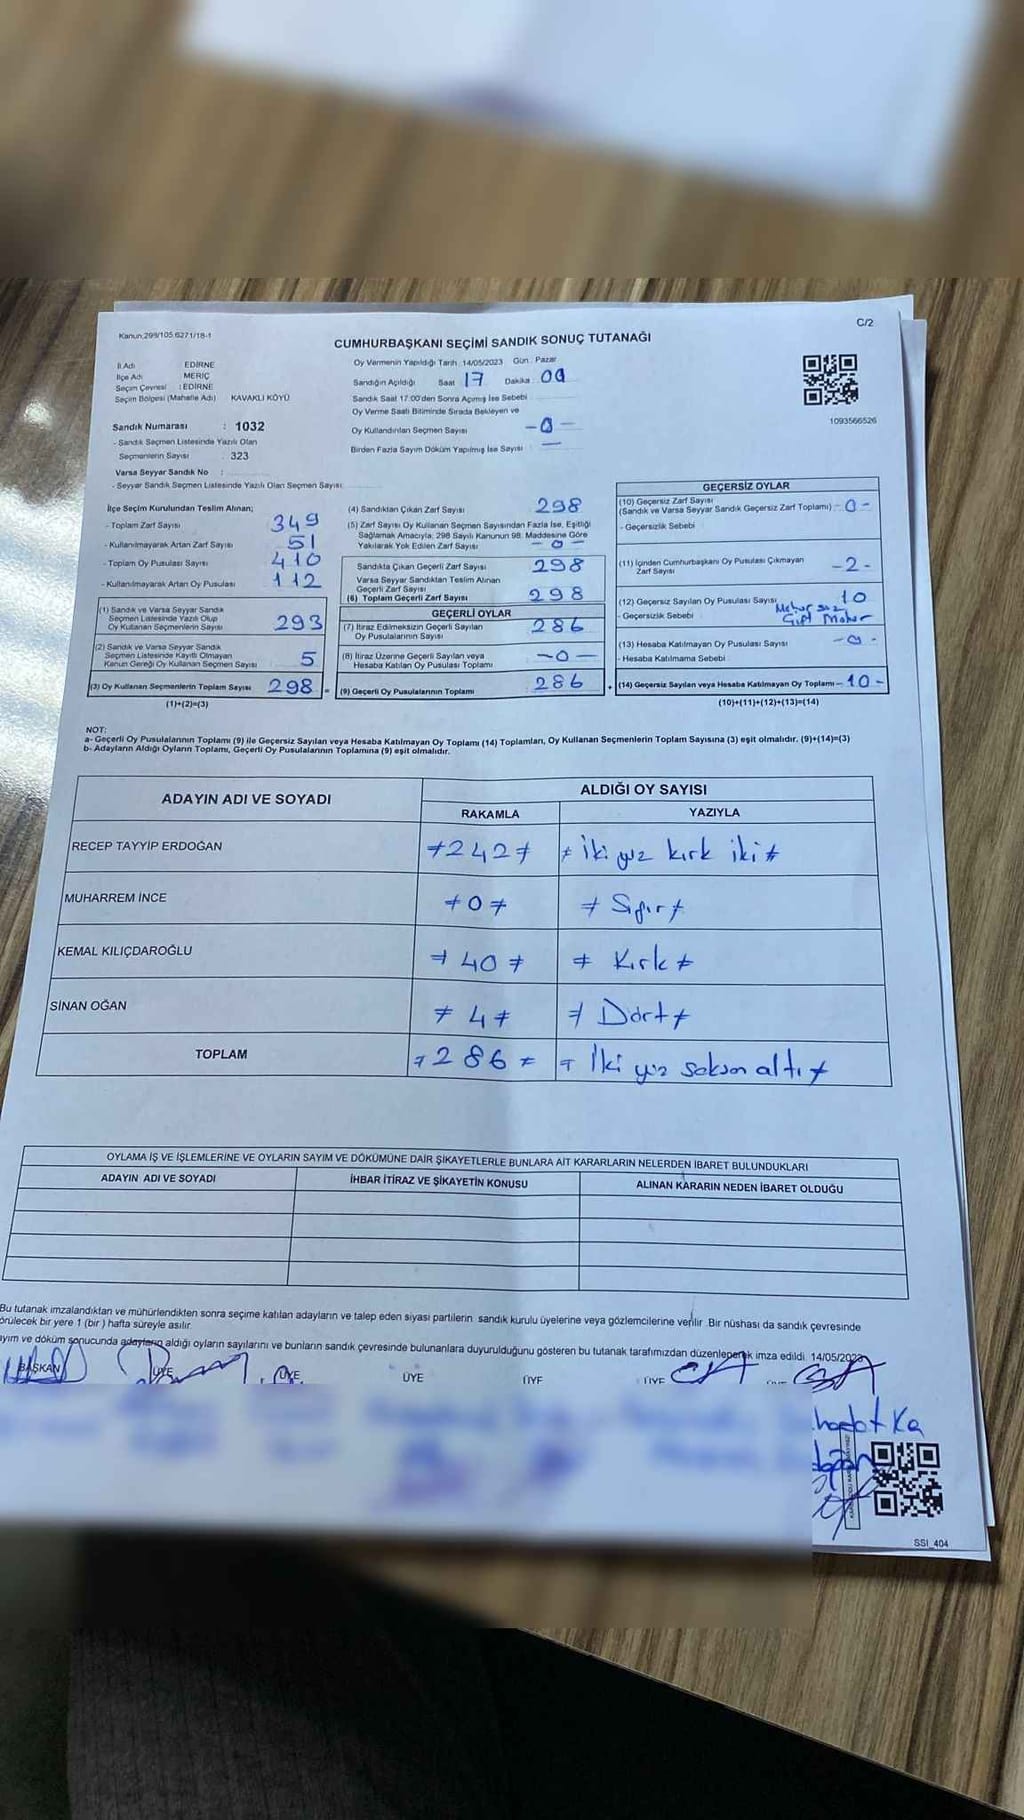 Kanun:298/105 6271/18-1
C/2
CUMHURBAŞKANI SEÇİMİ SANDIK SONUÇ TUTANAĞI
İl Adı EDİRNE
İlçe Adı MERİÇ
Seçim Çevresi : EDİRNE
Seçim Bölgesi (Mahalle Adı) KAVAKLI KÖYÜ
Sandık Numarası : 1032
- Sandık Seçmen Listesinde Yazılı Olan
Seçmenlerin Sayısı : 323
Varsa Seyyar Sandık No :
- Seyyar Sandık Seçmen Listesinde Yazılı Olan Seçmen Sayısı:
Oy Vermenin Yapıldığı Tarih : 14/05/2023 Gün : Pazar
Sandığın Açıldığı Saat 17 Dakika : 00
Sandık Saat 17:00'den Sonra Açımış İse Sebebi
Oy Verme Saati Bitiminde Sırada Bekleyen ve
Oy Kullandırılan Seçmen Sayısı -0-
Birden Fazla Sayım Döküm Yapılmış İse Sayısı : —
1093566526
İlçe Seçim Kurulundan Teslim Alınan;
- Toplam Zarf Sayısı 349
- Kullanılmayarak Artan Zarf Sayısı 51
- Toplam Oy Pusulası Sayısı 410
- Kullanılmayarak Artan Oy Pusulası 112
(1) Sandık ve Varsa Seyyar Sandık
Seçmen Listesinde Yazılı Olup
Oy Kullanan Seçmenlerin Sayısı 293
(2) Sandık ve Varsa Seyyar Sandık
Seçmen Listesinde Kayıtlı Olmayan
Kanun Gereği Oy Kullanan Seçmen Sayısı 5
(3) Oy Kullanan Seçmenlerin Toplam Sayısı 298 =
(1)+(2)=(3)
(4) Sandıktan Çıkan Zarf Sayısı 298
(5) Zarf Sayısı Oy Kullanan Seçmen Sayısından Fazla İse, Eşitliği
Sağlamak Amacıyla; 298 Sayılı Kanunun 98. Maddesine Göre
Yakılarak Yok Edilen Zarf Sayısı -0-
Sandıkta Çıkan Geçerli Zarf Sayısı 298
Varsa Seyyar Sandıktan Teslim Alınan
Geçerli Zarf Sayısı
(6) Toplam Geçerli Zarf Sayısı 298
GEÇERLİ OYLAR
(7) İtiraz Edilmeksizin Geçerli Sayılan
Oy Pusulalarının Sayısı 286
(8) İtiraz Üzerine Geçerli Sayılan veya
Hesaba Katılan Oy Pusulası Toplamı -0-
(9) Geçerli Oy Pusulalarının Toplamı 286 +
GEÇERSİZ OYLAR
(10) Geçersiz Zarf Sayısı
(Sandık ve Varsa Seyyar Sandık Geçersiz Zarf Toplamı) -0-
- Geçersizlik Sebebi
(11) İçinden Cumhurbaşkanı Oy Pusulası Çıkmayan
Zarf Sayısı -2-
(12) Geçersiz Sayılan Oy Pusulası Sayısı 10
- Geçersizlik Sebebi Mühürsüz
Çift Mühür
(13) Hesaba Katılmayan Oy Pusulası Sayısı -0-
- Hesaba Katılmama Sebebi
(14) Geçersiz Sayılan veya Hesaba Katılmayan Oy Toplamı -10-
(10)+(11)+(12)+(13)=(14)
NOT:
a- Geçerli Oy Pusulalarının Toplamı (9) ile Geçersiz Sayılan veya Hesaba Katılmayan Oy Toplamı (14) Toplamları, Oy Kullanan Seçmenlerin Toplam Sayısına (3) eşit olmalıdır. (9)+(14)=(3)
b- Adayların Aldığı Oyların Toplamı, Geçerli Oy Pusulalarının Toplamına (9) eşit olmalıdır.
ADAYIN ADI VE SOYADI ALDIĞI OY SAYISI
RAKAMLA YAZIYLA
RECEP TAYYİP ERDOĞAN ≠242≠ ≠ İki yüz kırk iki ≠
MUHARREM İNCE ≠0≠ ≠ Sıfır ≠
KEMAL KILIÇDAROĞLU ≠40≠ ≠ Kırk ≠
SİNAN OĞAN ≠4≠ ≠ Dört ≠
TOPLAM =286= = İki yüz seksen altı ≠
OYLAMA İŞ VE İŞLEMLERİNE VE OYLARIN SAYIM VE DÖKÜMÜNE DAİR ŞİKAYETLERLE BUNLARA AİT KARARLARIN NELERDEN İBARET BULUNDUKLARI
ADAYIN ADI VE SOYADI İHBAR İTİRAZ VE ŞİKAYETİN KONUSU ALINAN KARARIN NEDEN İBARET OLDUĞU
Bu tutanak imzalandıktan ve mühürlendikten sonra seçime katılan adayların ve talep eden siyasi partilerin sandık kurulu üyelerine veya gözlemcilerine verilir. Bir nüshası da sandık çevresinde
örülecek bir yere 1 (bir) hafta süreyle asılır.
ayım ve döküm sonucunda adayların aldığı oyların sayılarını ve bunların sandık çevresinde bulunanlara duyurulduğunu gösteren bu tutanak tarafımızdan düzenlenerek imza edildi. 14/05/2023
BAŞKAN ÜYE ÜYE ÜYE ÜYE ÜYE
SSI_404